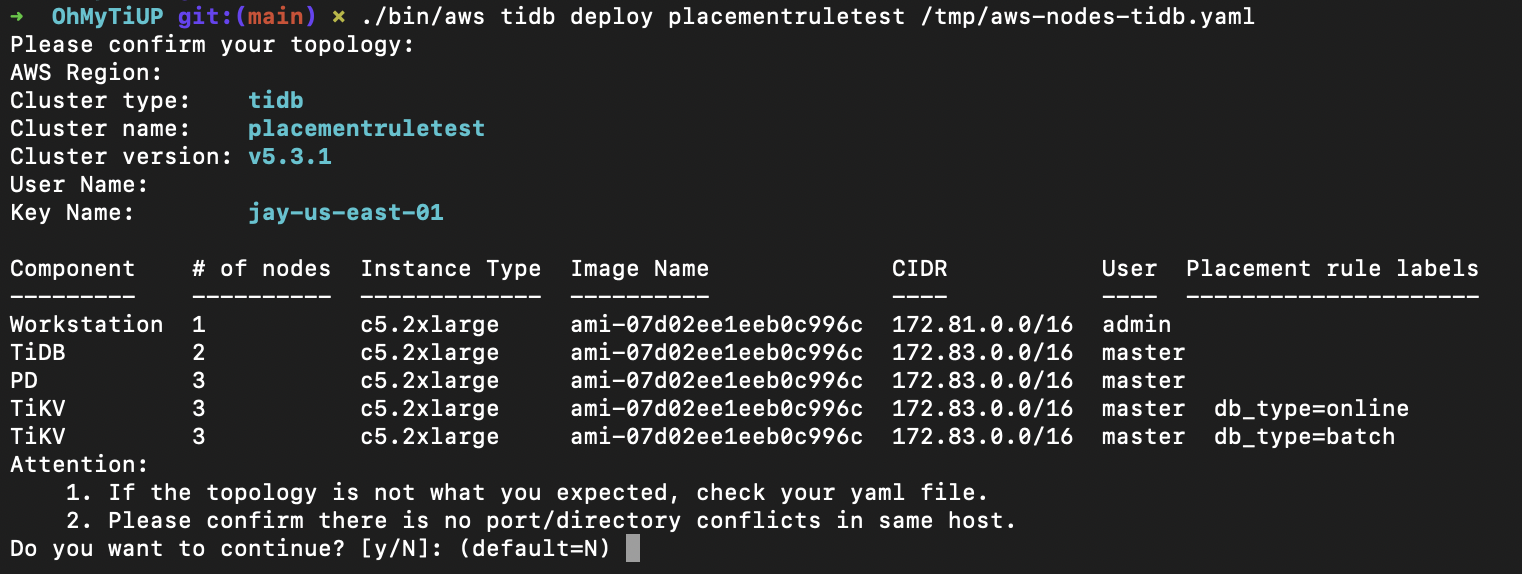 ➜  OhMyTiUP git:(main) ✗ ./bin/aws tidb deploy placementruletest /tmp/aws-nodes-tidb.yaml
Please confirm your topology:
AWS Region:
Cluster type:    tidb
Cluster name:    placementruletest
Cluster version: v5.3.1
User Name:
Key Name:        jay-us-east-01

Component    # of nodes  Instance Type  Image Name             CIDR           User    Placement rule labels
---------    ----------  -------------  ----------             ----           ----    ---------------------
Workstation  1           c5.2xlarge     ami-07d02ee1eeb0c996c  172.81.0.0/16  admin
TiDB         2           c5.2xlarge     ami-07d02ee1eeb0c996c  172.83.0.0/16  master
PD           3           c5.2xlarge     ami-07d02ee1eeb0c996c  172.83.0.0/16  master
TiKV         3           c5.2xlarge     ami-07d02ee1eeb0c996c  172.83.0.0/16  master  db_type=online
TiKV         3           c5.2xlarge     ami-07d02ee1eeb0c996c  172.83.0.0/16  master  db_type=batch
Attention:
    1. If the topology is not what you expected, check your yaml file.
    2. Please confirm there is no port/directory conflicts in same host.
Do you want to continue? [y/N]: (default=N)